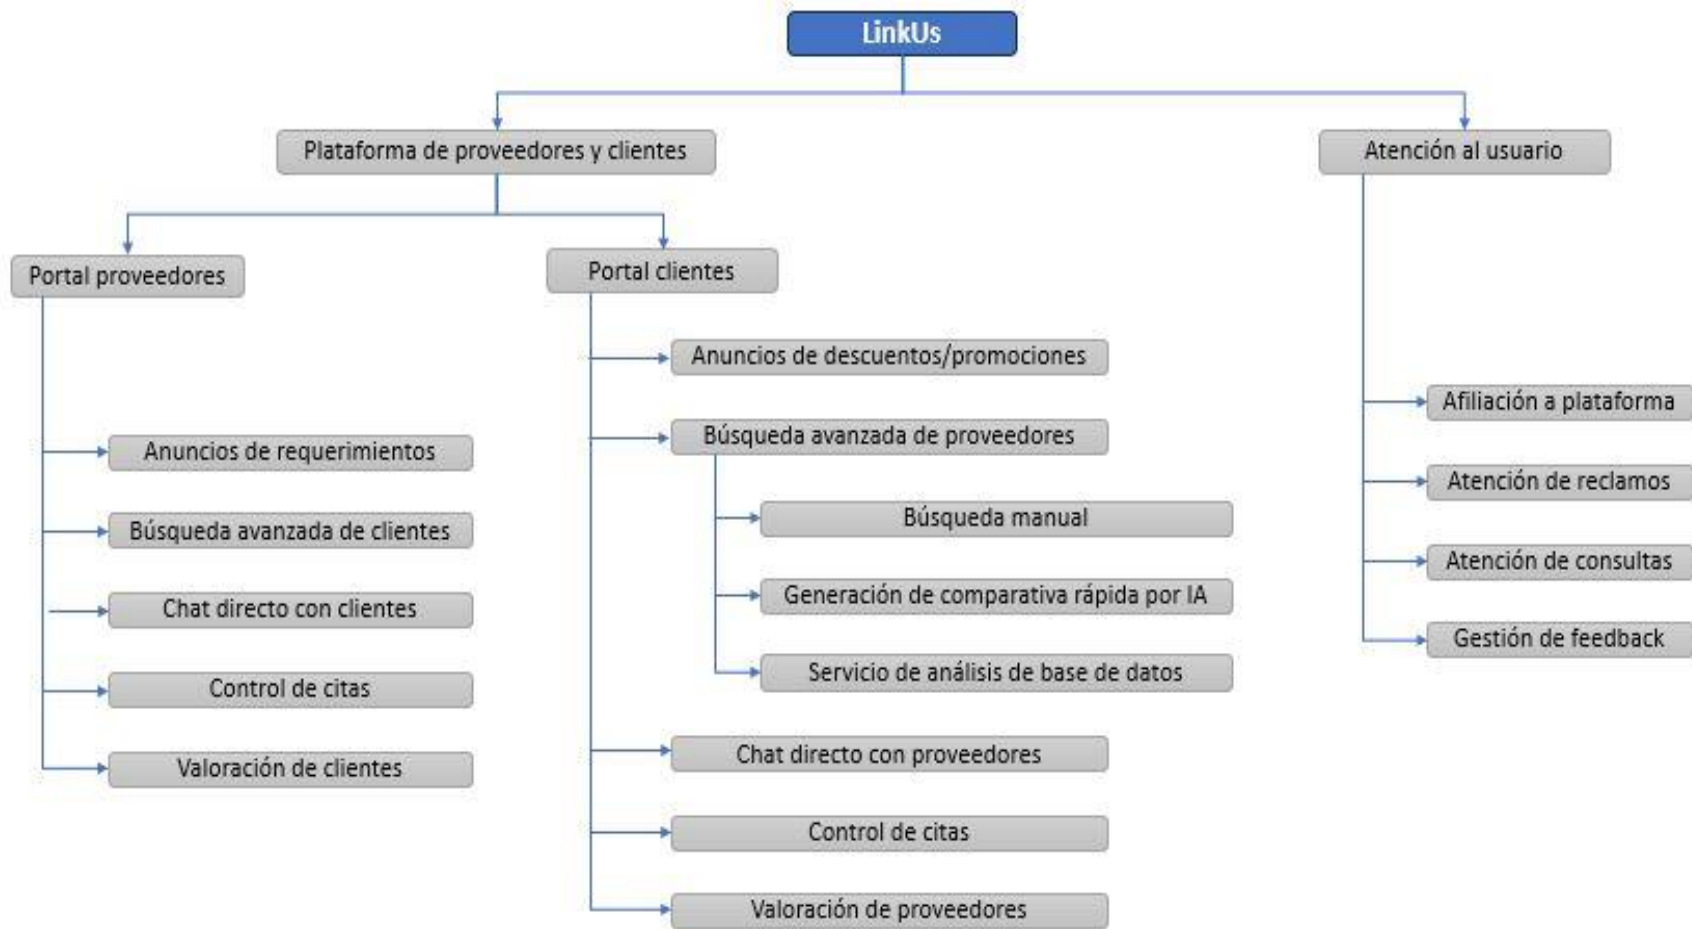 LinkUs
Plataforma de proveedores y clientes
Atención al usuario
Portal proveedores
Portal clientes
Anuncios de requerimientos
Búsqueda avanzada de clientes
Chat directo con clientes
Control de citas
Valoración de clientes
Anuncios de descuentos/promociones
Búsqueda avanzada de proveedores
Búsqueda manual
Generación de comparativa rápida por IA
Servicio de análisis de base de datos
Chat directo con proveedores
Control de citas
Valoración de proveedores
Afiliación a plataforma
Atención de reclamos
Atención de consultas
Gestión de feedback